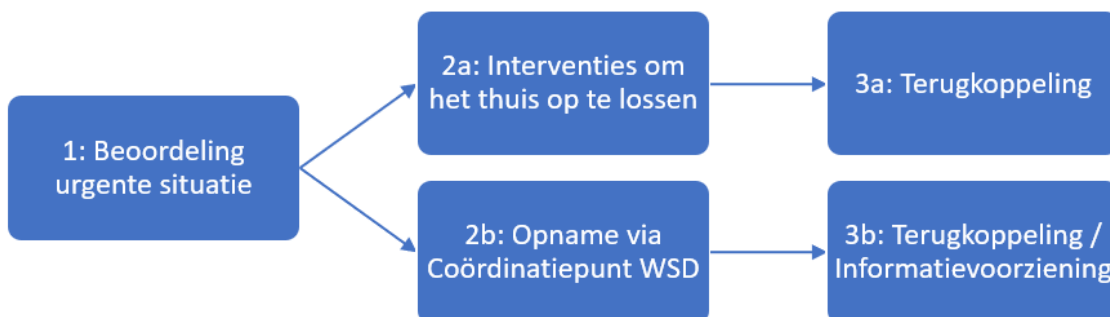 1: Beoordeling
urgente situatie
2a: Interventies om
het thuis op te lossen
3a: Terugkoppeling
2b: Opname via
Coördinatiepunt WSD
3b: Terugkoppeling /
Informatievoorziening